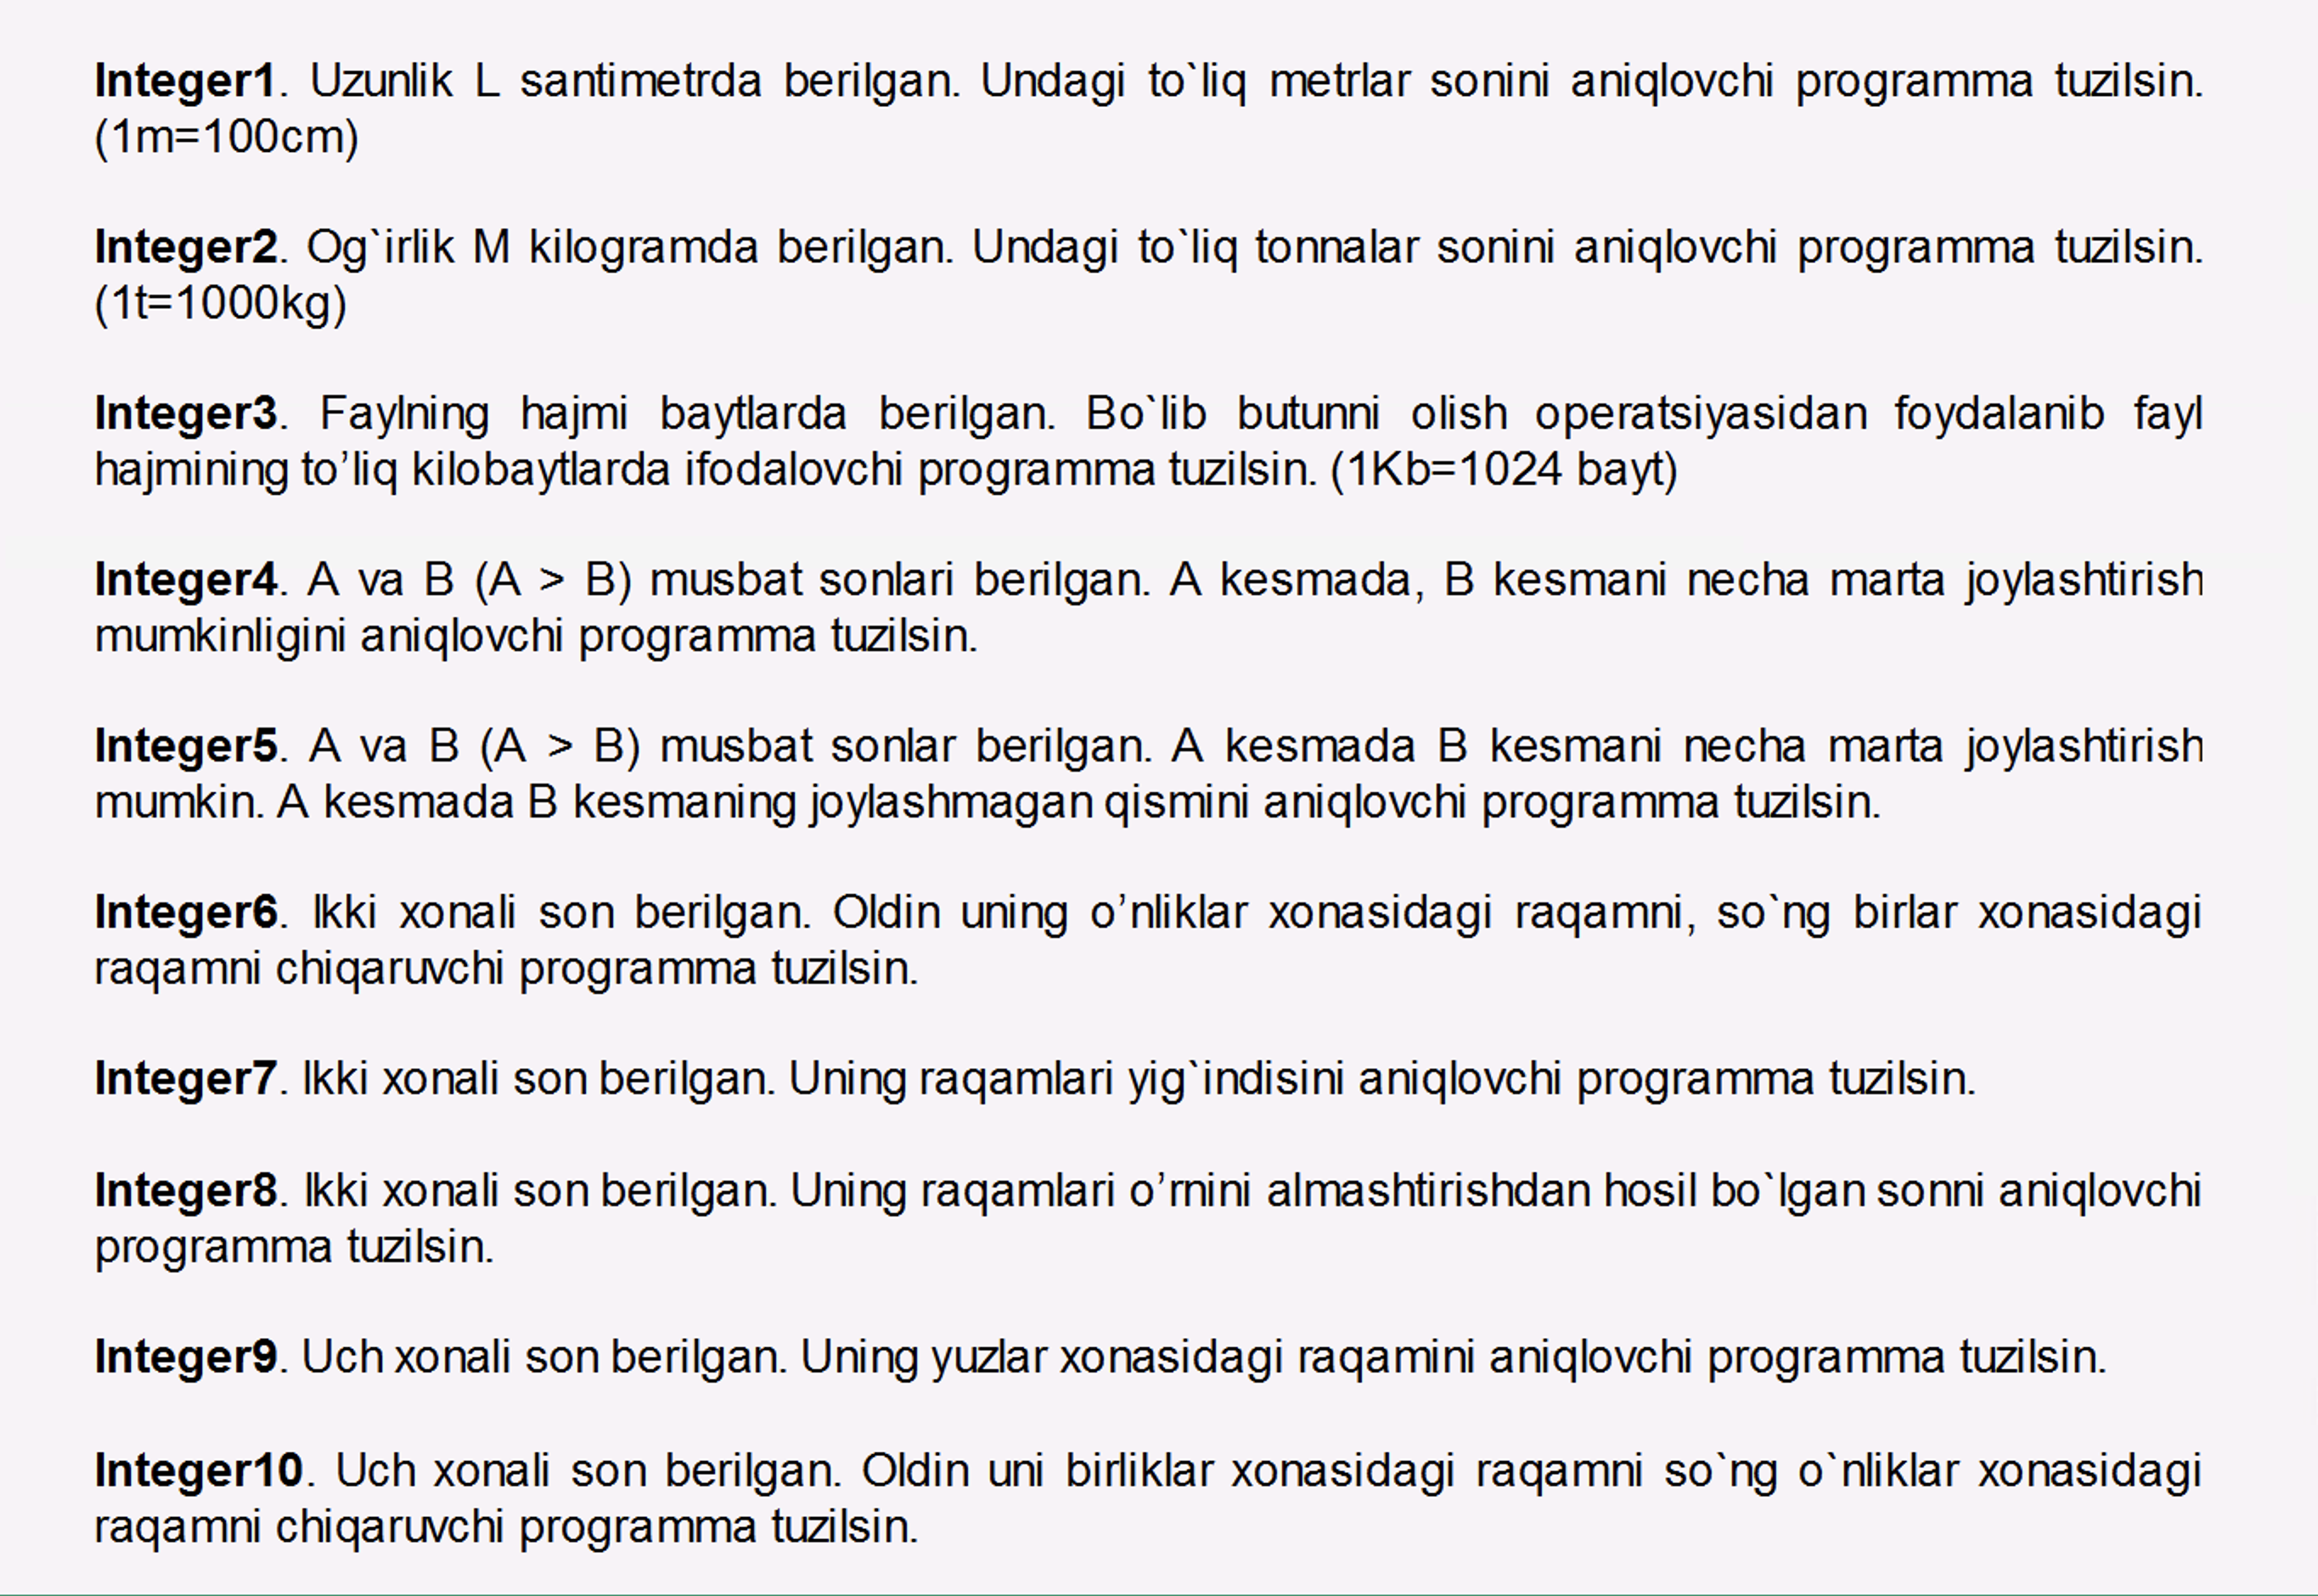 Integer1. Uzunlik L santimetrda berilgan. Undagi to`liq metrlar sonini aniqlovchi programma tuzilsin.
(1m=100cm)
Integer2. Og`irlik M kilogramda berilgan. Undagi to`liq tonnalar sonini aniqlovchi programma tuzilsin.
(1t=1000kg)
Integer3. Faylning hajmi baytlarda berilgan. Bo`lib butunni olish operatsiyasidan foydalanib fayl
hajmining to’liq kilobaytlarda ifodalovchi programma tuzilsin. (1Kb=1024 bayt)
Integer4. A va B (A > B) musbat sonlari berilgan. A kesmada, B kesmani necha marta joylashtirish
mumkinligini aniqlovchi programma tuzilsin.
Integer5. A va B (A > B) musbat sonlar berilgan. A kesmada B kesmani necha marta joylashtirish
mumkin. A kesmada B kesmaning joylashmagan qismini aniqlovchi programma tuzilsin.
Integer6. Ikki xonali son berilgan. Oldin uning o’nliklar xonasidagi raqamni, so`ng birlar xonasidagi
raqamni chiqaruvchi programma tuzilsin.
Integer7. Ikki xonali son berilgan. Uning raqamlari yig`indisini aniqlovchi programma tuzilsin.
Integer8. Ikki xonali son berilgan. Uning raqamlari o’rnini almashtirishdan hosil bo`lgan sonni aniqlovchi
programma tuzilsin.
Integer9. Uch xonali son berilgan. Uning yuzlar xonasidagi raqamini aniqlovchi programma tuzilsin.
Integer10. Uch xonali son berilgan. Oldin uni birliklar xonasidagi raqamni so`ng o`nliklar xonasidagi
raqamni chiqaruvchi programma tuzilsin.